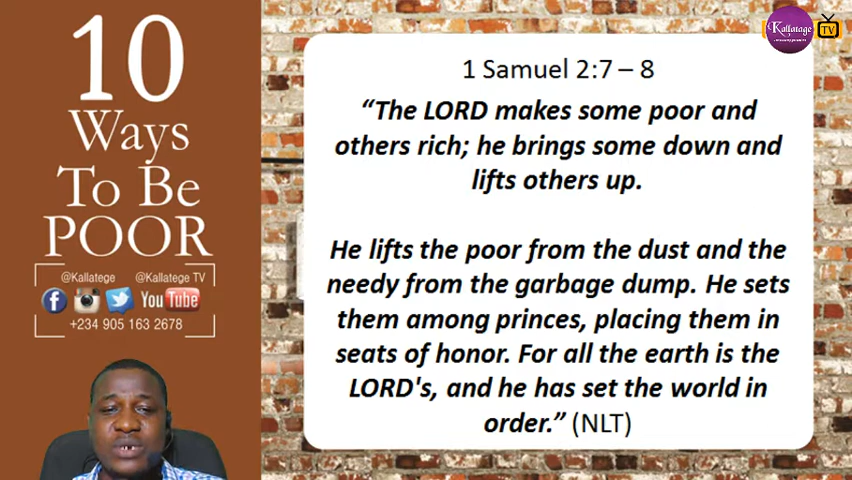 10
Ways
To Be
POOR
@Kallatege @Kallatege TV
You Tube
+234 905 163 2678
Kallatege
TV
1 Samuel 2:7 – 8
“The LORD makes some poor and
others rich; he brings some down and
lifts others up.
He lifts the poor from the dust and the
needy from the garbage dump. He sets
them among princes, placing them in
seats of honor. For all the earth is the
LORD's, and he has set the world in
order.” (NLT)